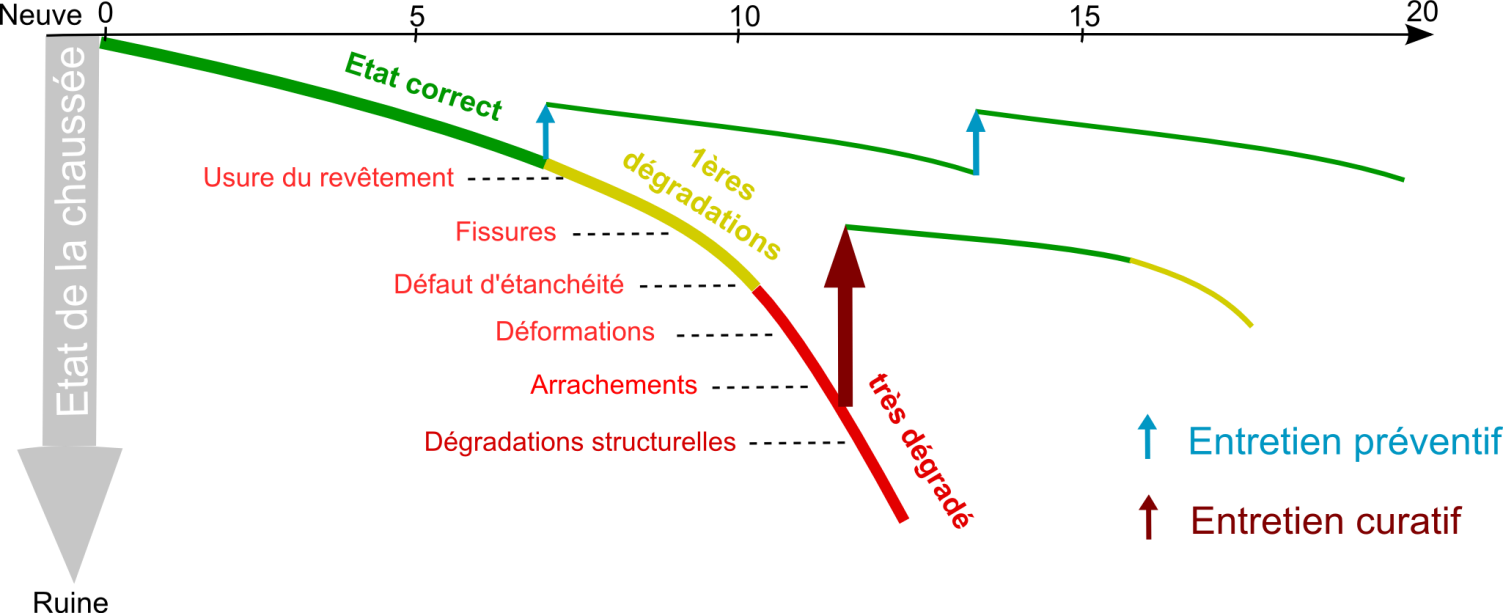 Neuve 0 5 10 15 20
Etat de la chaussée
Etat correct
1ères
dégradations
Usure du revêtement
Fissures
Défaut d'étanchéité
Déformations
Arrachements
Dégradations structurelles
très dégradé
Entretien préventif
Entretien curatif
Ruine